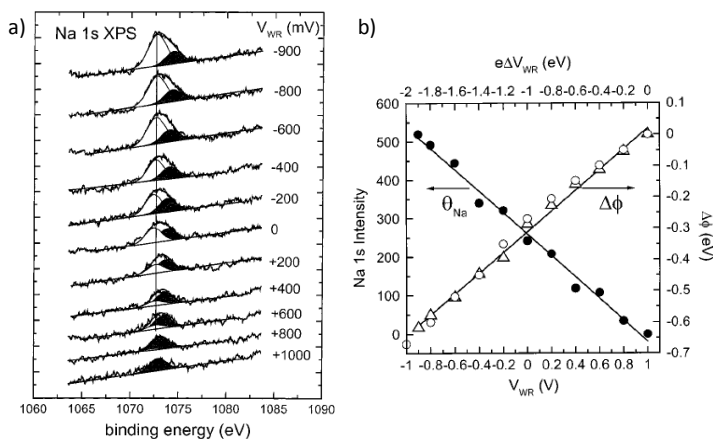 a)
Na 1s XPS
V_WR (mV)
-900
-800
-600
-400
-200
0
+200
+400
+600
+800
+1000
1060 1065 1070 1075 1080 1085 1090
binding energy (eV)
b)
eΔV_WR (eV)
-2 -1.8 -1.6 -1.4 -1.2 -1 -0.8 -0.6 -0.4 -0.2 0
600
500
400
300
200
100
0
Na 1s Intensity
θ_Na
Δϕ
0.1
0
-0.1
-0.2
-0.3
-0.4
-0.5
-0.6
-0.7
Δϕ (eV)
-1 -0.8 -0.6 -0.4 -0.2 0 0.2 0.4 0.6 0.8 1
V_WR (V)